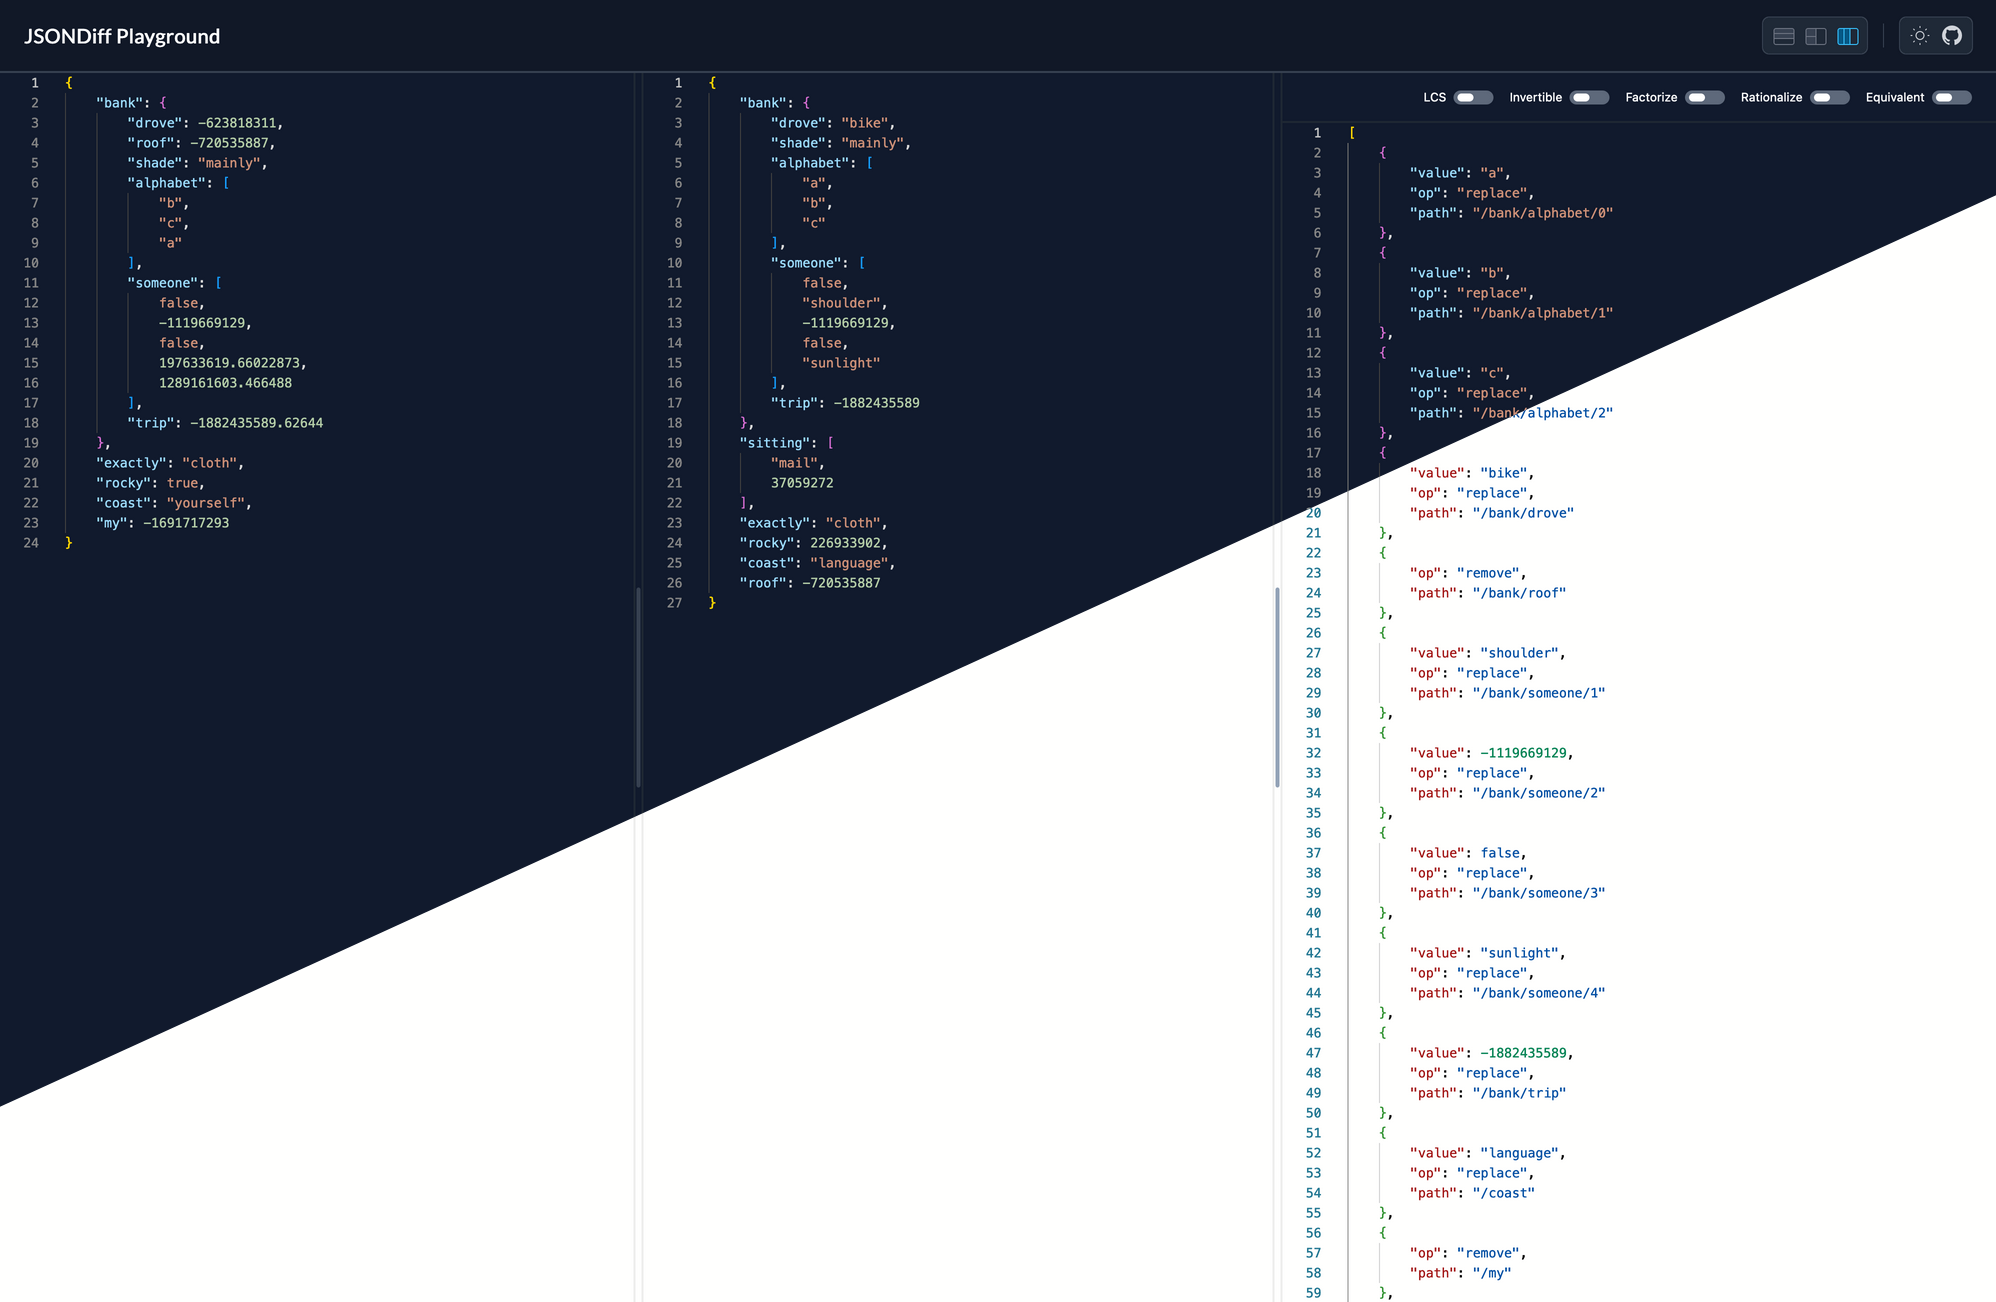 JSONDiff Playground
1 {
2 "bank": {
3 "drove": -623818311,
4 "roof": -720535887,
5 "shade": "mainly",
6 "alphabet": [
7 "b",
8 "c",
9 "a"
10 ],
11 "someone": [
12 false,
13 -1119669129,
14 false,
15 197633619.66022873,
16 1289161603.466488
17 ],
18 "trip": -1882435589.62644
19 },
20 "exactly": "cloth",
21 "rocky": true,
22 "coast": "yourself",
23 "my": -1691717293
24 }
1 {
2 "bank": {
3 "drove": "bike",
4 "shade": "mainly",
5 "alphabet": [
6 "a",
7 "b",
8 "c"
9 ],
10 "someone": [
11 false,
12 "shoulder",
13 -1119669129,
14 false,
15 "sunlight"
16 ],
17 "trip": -1882435589
18 },
19 "sitting": [
20 "mail",
21 37059272
22 ],
23 "exactly": "cloth",
24 "rocky": 226933902,
25 "coast": "language",
26 "roof": -720535887
27 }
LCS Invertible Factorize Rationalize Equivalent
1 [
2 {
3 "value": "a",
4 "op": "replace",
5 "path": "/bank/alphabet/0"
6 },
7 {
8 "value": "b",
9 "op": "replace",
10 "path": "/bank/alphabet/1"
11 },
12 {
13 "value": "c",
14 "op": "replace",
15 "path": "/bank/alphabet/2"
16 },
17 {
18 "value": "bike",
19 "op": "replace",
20 "path": "/bank/drove"
21 },
22 {
23 "op": "remove",
24 "path": "/bank/roof"
25 },
26 {
27 "value": "shoulder",
28 "op": "replace",
29 "path": "/bank/someone/1"
30 },
31 {
32 "value": -1119669129,
33 "op": "replace",
34 "path": "/bank/someone/2"
35 },
36 {
37 "value": false,
38 "op": "replace",
39 "path": "/bank/someone/3"
40 },
41 {
42 "value": "sunlight",
43 "op": "replace",
44 "path": "/bank/someone/4"
45 },
46 {
47 "value": -1882435589,
48 "op": "replace",
49 "path": "/bank/trip"
50 },
51 {
52 "value": "language",
53 "op": "replace",
54 "path": "/coast"
55 },
56 {
57 "op": "remove",
58 "path": "/my"
59 },